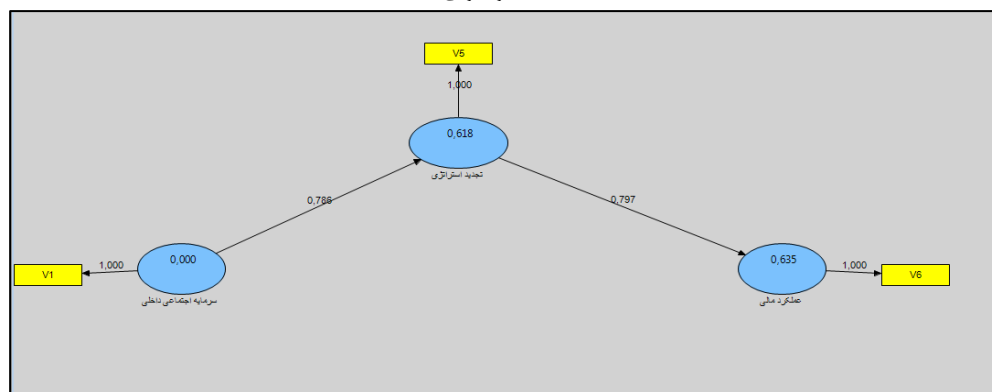 V5
1,000
0,618
تجدید استراتژی
0,786
0,797
0,000
1,000
V1
سرمایه اجتماعی داخلی
0,635
1,000
V6
عملکرد مالی